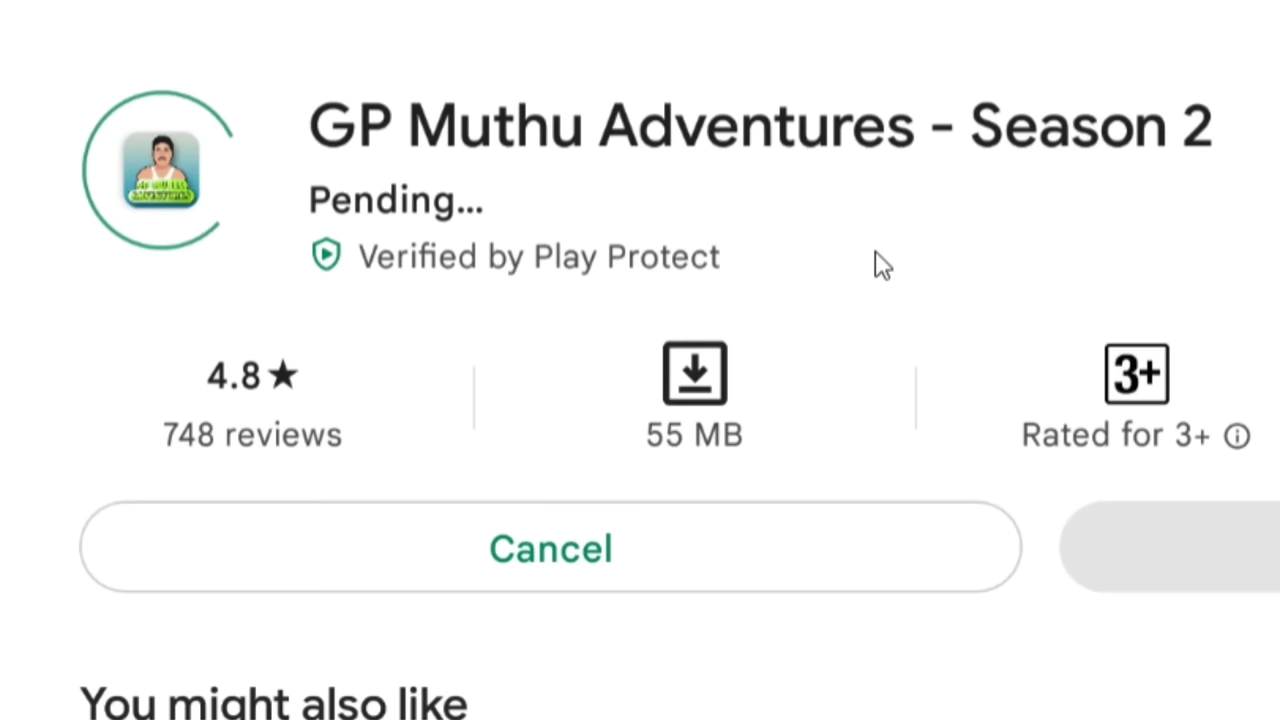 GP Muthu Adventures - Season 2
Pending...
Verified by Play Protect
4.8★
748 reviews
55 MB
3+
Rated for 3+
Cancel
You might also like